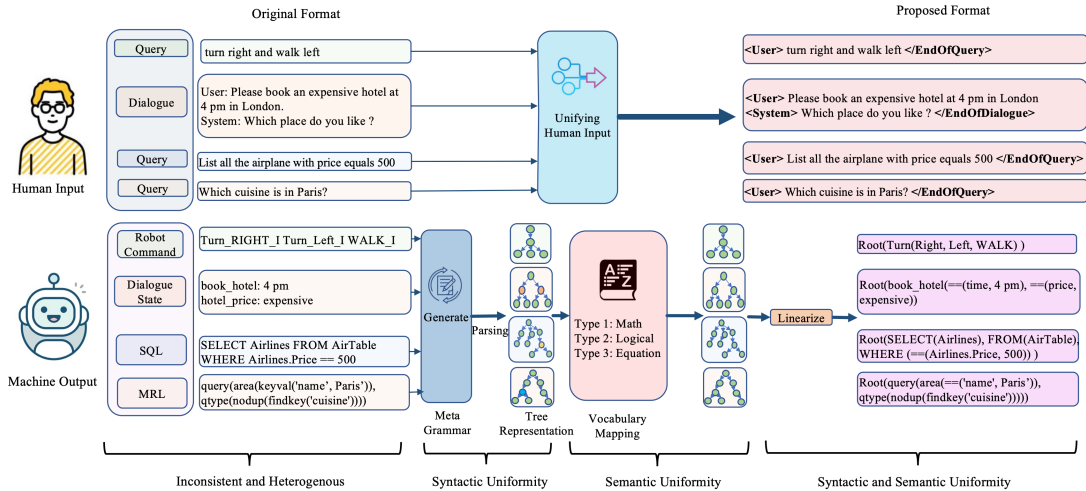 Original Format
Proposed Format
Query
turn right and walk left
<User> turn right and walk left </EndOfQuery>
Dialogue
User: Please book an expensive hotel at
4 pm in London.
System: Which place do you like ?
Unifying
Human Input
<User> Please book an expensive hotel at 4 pm in London
<System> Which place do you like ? </EndOfDialogue>
Query
List all the airplane with price equals 500
<User> List all the airplane with price equals 500 </EndOfQuery>
Query
Which cuisine is in Paris?
<User> Which cuisine is in Paris? </EndOfQuery>
Human Input
Robot
Command
Turn_RIGHT_I Turn_Left_I WALK_I
Root(Turn(Right, Left, WALK) )
Dialogue
State
book_hotel: 4 pm
hotel_price: expensive
Root(book_hotel(==(time, 4 pm), ==(price,
expensive))
Generate
Parsing
A
Z
Type 1: Math
Type 2: Logical
Type 3: Equation
Linearize
SQL
SELECT Airlines FROM AirTable
WHERE Airlines.Price == 500
Root(SELECT(Airlines), FROM(AirTable),
WHERE (==(Airlines.Price, 500)) )
Machine Output
MRL
query(area(keyval('name', Paris')),
qtype(nodup(findkey('cuisine'))))
Root(query(area(==('name', Paris')),
qtype(nodup(findkey('cuisine')))))
Meta
Grammar
Tree
Representation
Vocabulary
Mapping
Inconsistent and Heterogenous
Syntactic Uniformity
Semantic Uniformity
Syntactic and Semantic Uniformity